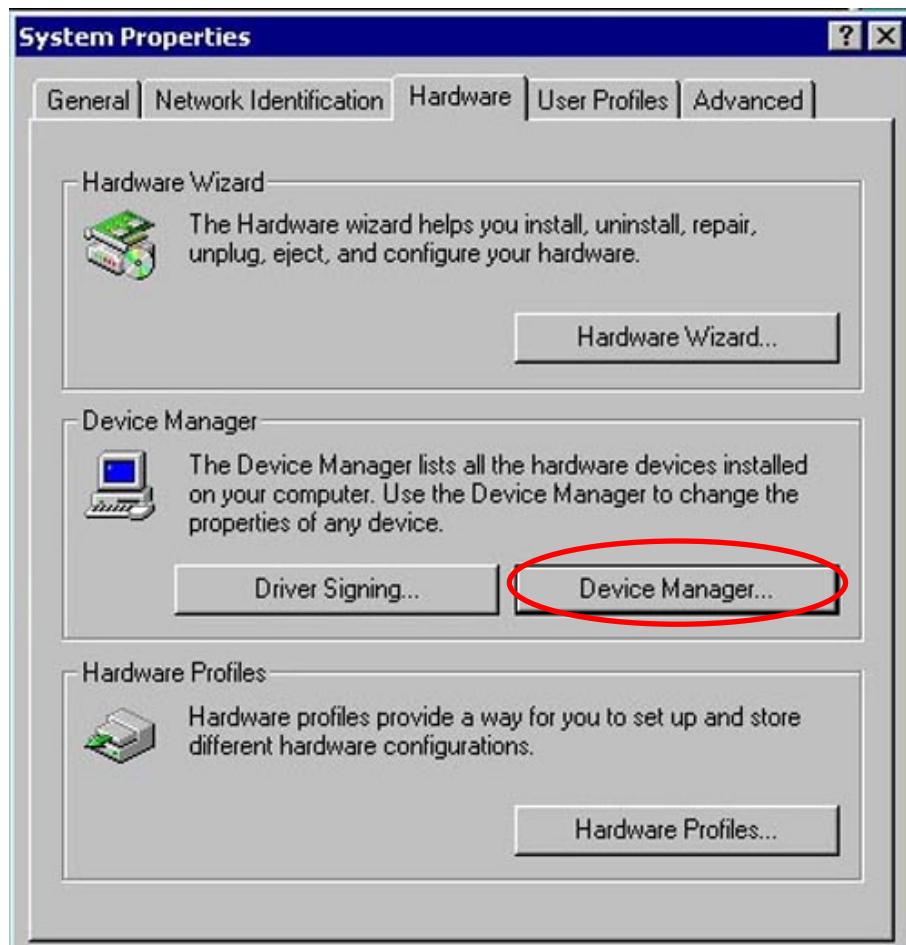 System Properties
General Network Identification Hardware User Profiles Advanced
Hardware Wizard
The Hardware wizard helps you install, uninstall, repair,
unplug, eject, and configure your hardware.
Hardware Wizard...
Device Manager
The Device Manager lists all the hardware devices installed
on your computer. Use the Device Manager to change the
properties of any device.
Driver Signing... Device Manager...
Hardware Profiles
Hardware profiles provide a way for you to set up and store
different hardware configurations.
Hardware Profiles...